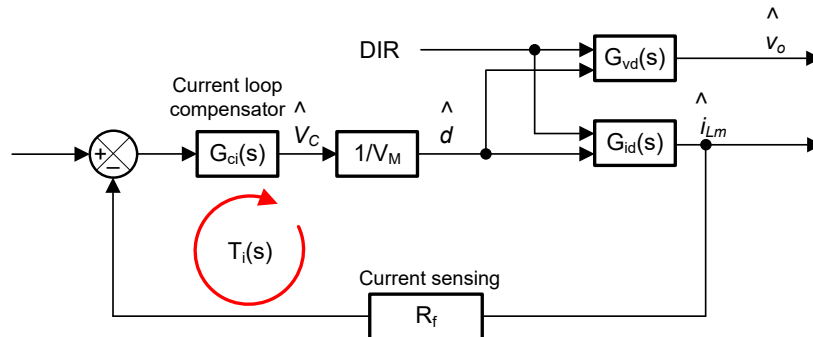 DIR
G_vd(s)
^
v_o
Current loop
compensator
+
−
G_ci(s)
^
V_C
1/V_M
^
d
G_id(s)
^
i_Lm
T_i(s)
Current sensing
R_f